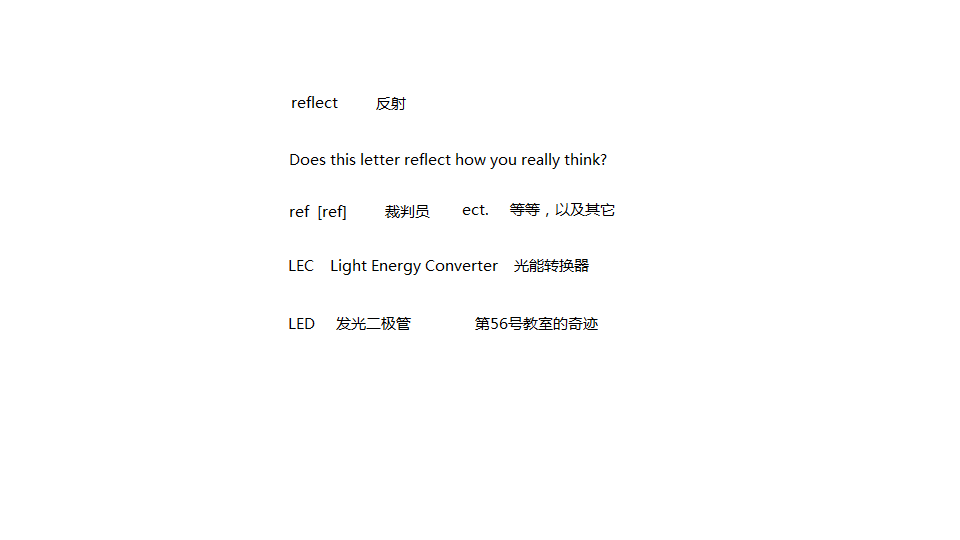 reflect 反射
Does this letter reflect how you really think?
ref [ref] 裁判员 ect. 等等，以及其它
LEC Light Energy Converter 光能转换器
LED 发光二极管 第56号教室的奇迹